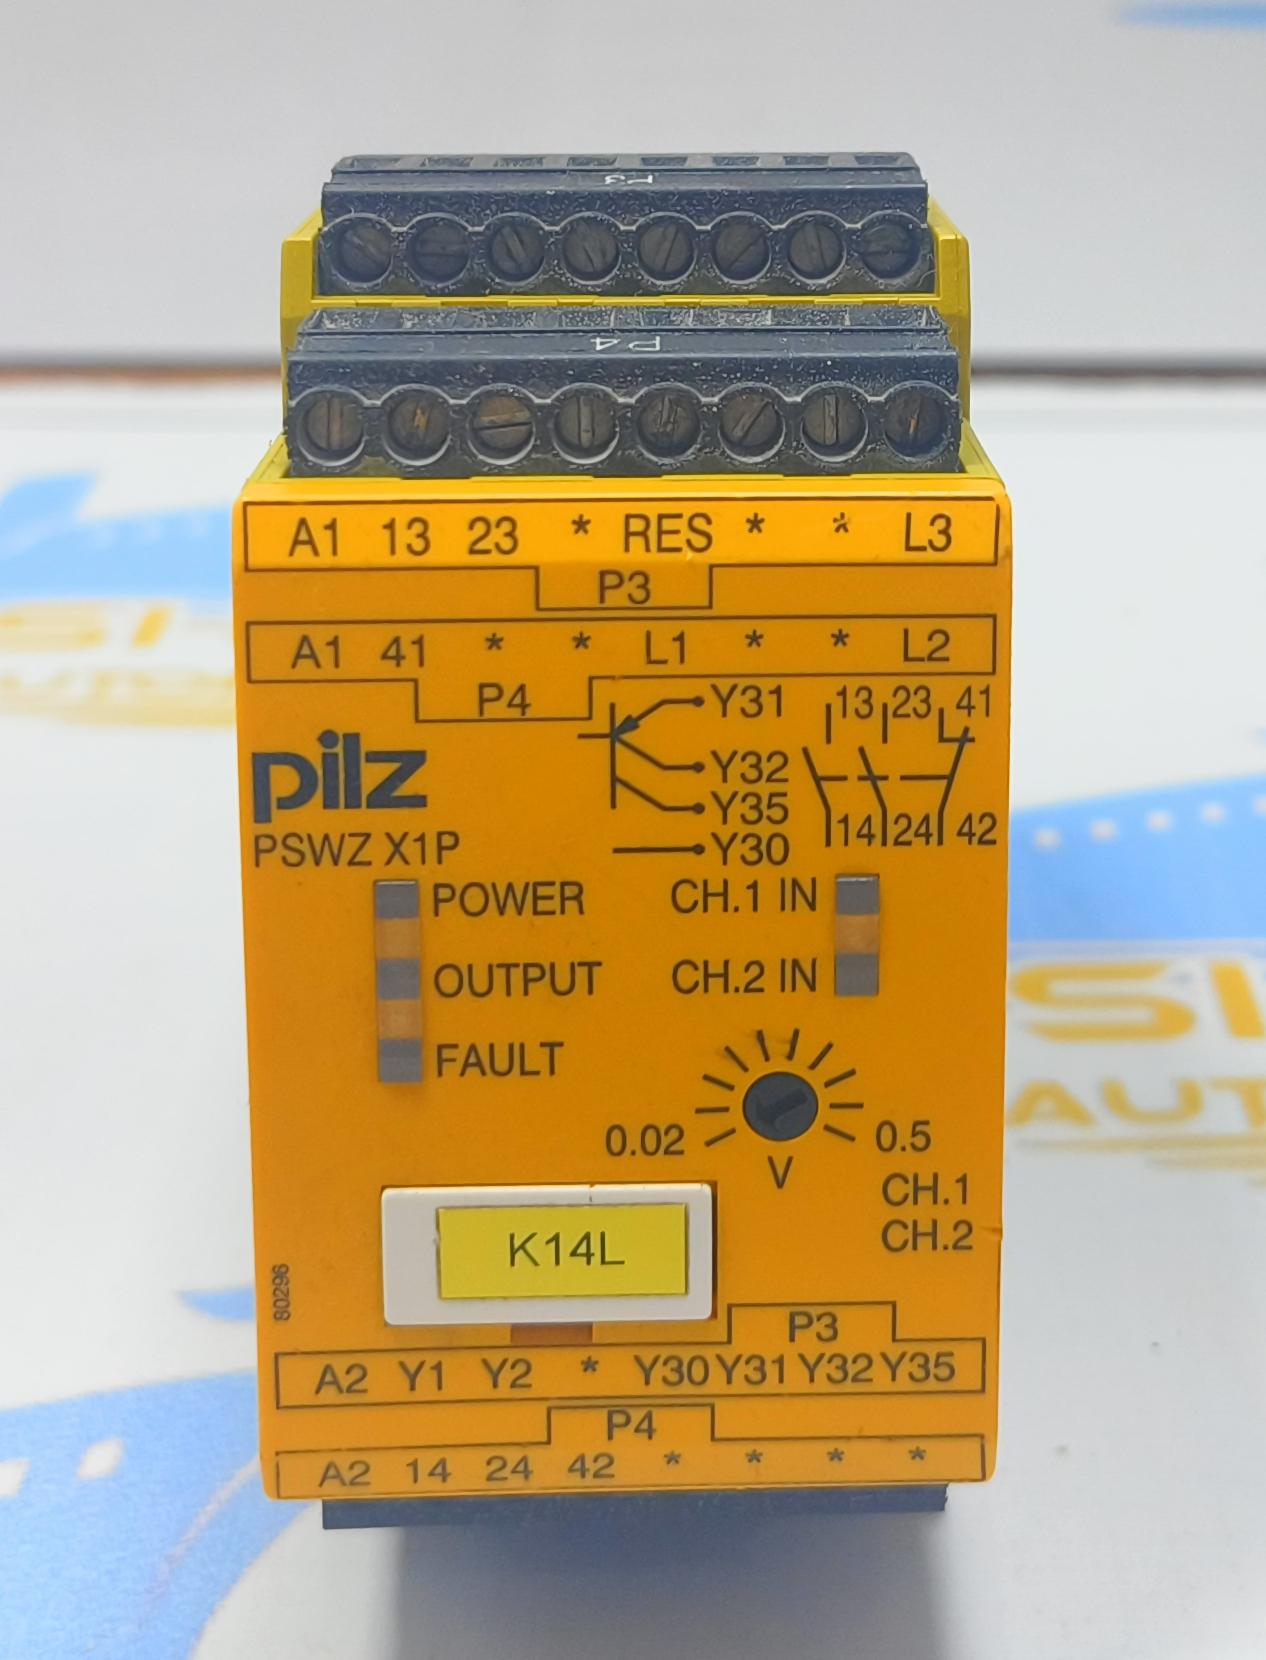 P3
P4
A1 13 23 * RES * * L3
P3
A1 41 * * L1 * * L2
P4
Y31 13 23 41
pilz
Y32
Y35
PSWZ X1P
Y30 14 24 42
POWER CH.1 IN
OUTPUT CH.2 IN
FAULT
0.02 0.5
V
CH.1
CH.2
K14L
80296
P3
A2 Y1 Y2 * Y30 Y31 Y32 Y35
P4
A2 14 24 42 * * * *
SI
AUT